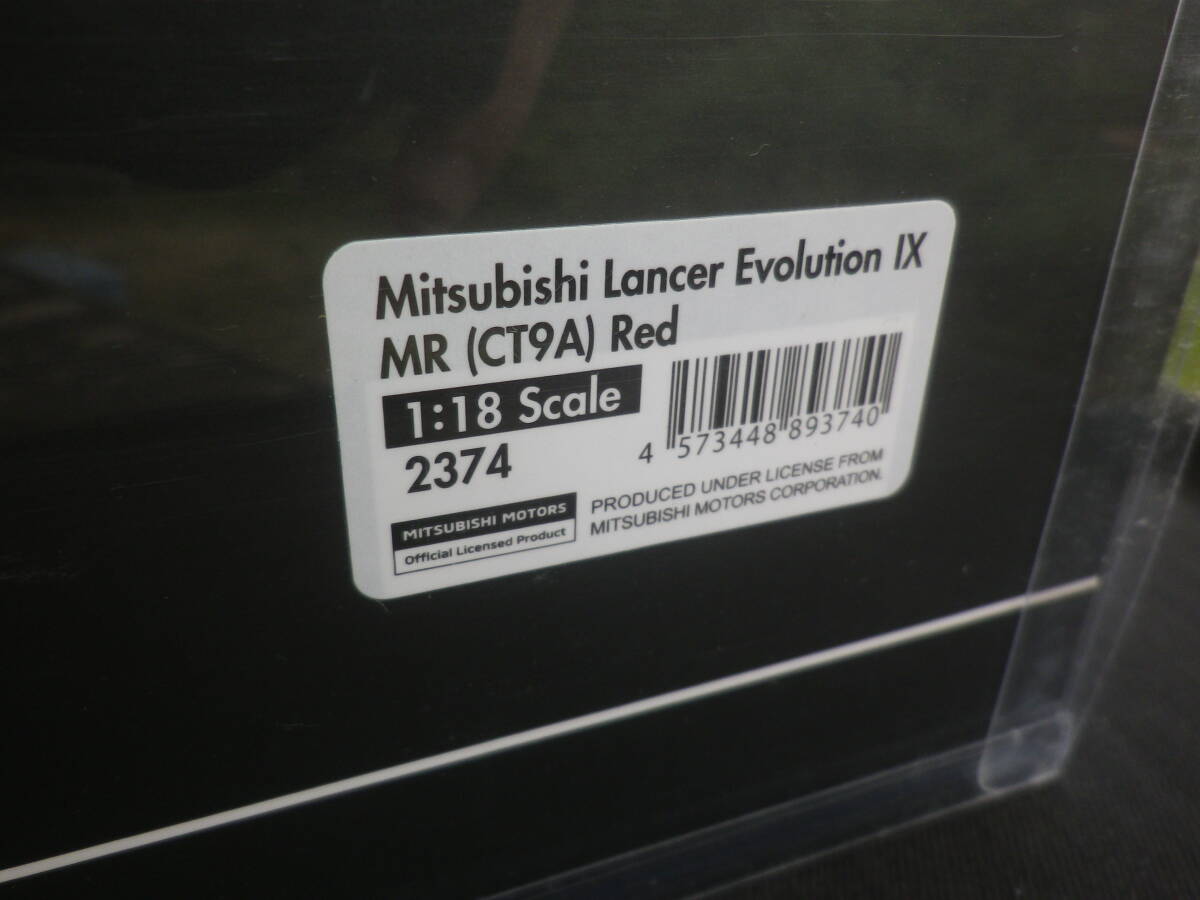 Mitsubishi Lancer Evolution IX
MR (CT9A) Red
1:18 Scale
2374
4 573448 893740
MITSUBISHI MOTORS
Official Licensed Product
PRODUCED UNDER LICENSE FROM
MITSUBISHI MOTORS CORPORATION.